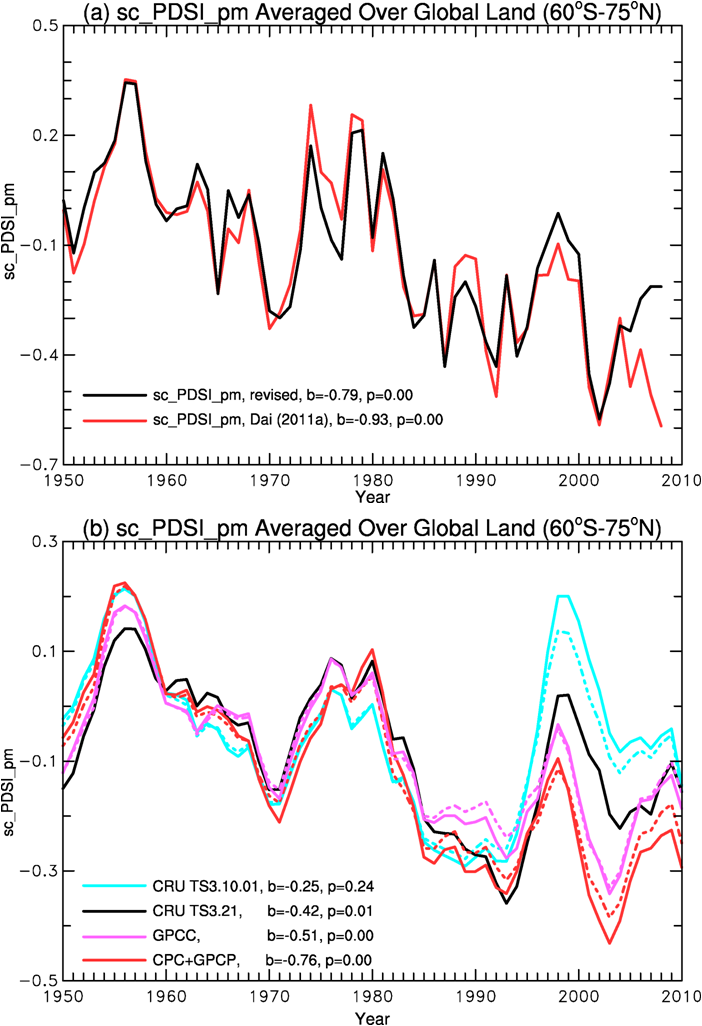 (a) sc_PDSI_pm Averaged Over Global Land (60°S-75°N)
0.5
0.2
-0.1
-0.4
-0.7
sc_PDSI_pm
sc_PDSI_pm, revised, b=-0.79, p=0.00
sc_PDSI_pm, Dai (2011a), b=-0.93, p=0.00
1950 1960 1970 1980 1990 2000 2010
Year
(b) sc_PDSI_pm Averaged Over Global Land (60°S-75°N)
0.3
0.1
-0.1
-0.3
-0.5
sc_PDSI_pm
CRU TS3.10.01, b=-0.25, p=0.24
CRU TS3.21, b=-0.42, p=0.01
GPCC, b=-0.51, p=0.00
CPC+GPCP, b=-0.76, p=0.00
1950 1960 1970 1980 1990 2000 2010
Year